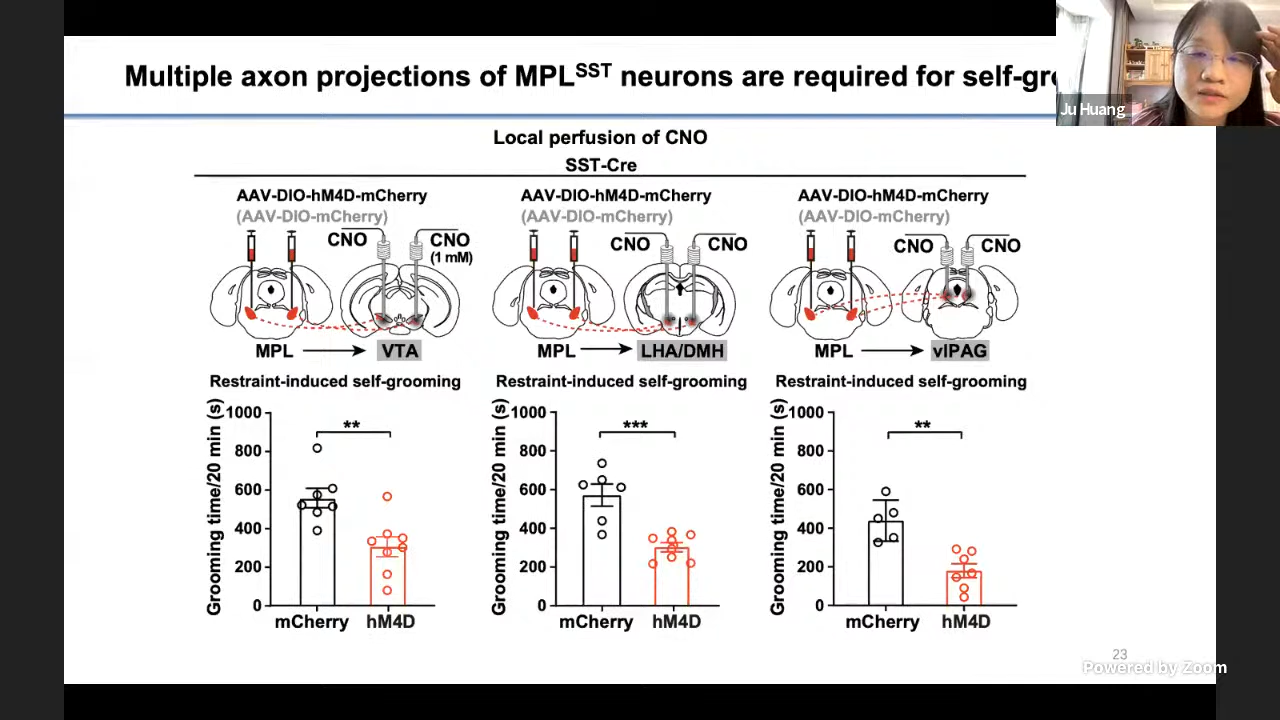 Multiple axon projections of MPLSST neurons are required for self-gro
Ju Huang
Local perfusion of CNO
SST-Cre
AAV-DIO-hM4D-mCherry
(AAV-DIO-mCherry)
CNO
CNO
(1 mM)
MPL
VTA
AAV-DIO-hM4D-mCherry
(AAV-DIO-mCherry)
CNO
CNO
MPL
LHA/DMH
AAV-DIO-hM4D-mCherry
(AAV-DIO-mCherry)
CNO
CNO
MPL
vlPAG
Restraint-induced self-grooming
Grooming time/20 min (s)
1000
800
600
400
200
0
**
mCherry
hM4D
Restraint-induced self-grooming
Grooming time/20 min (s)
1000
800
600
400
200
0
***
mCherry
hM4D
Restraint-induced self-grooming
Grooming time/20 min (s)
1000
800
600
400
200
0
**
mCherry
hM4D
23
Powered by Zoom